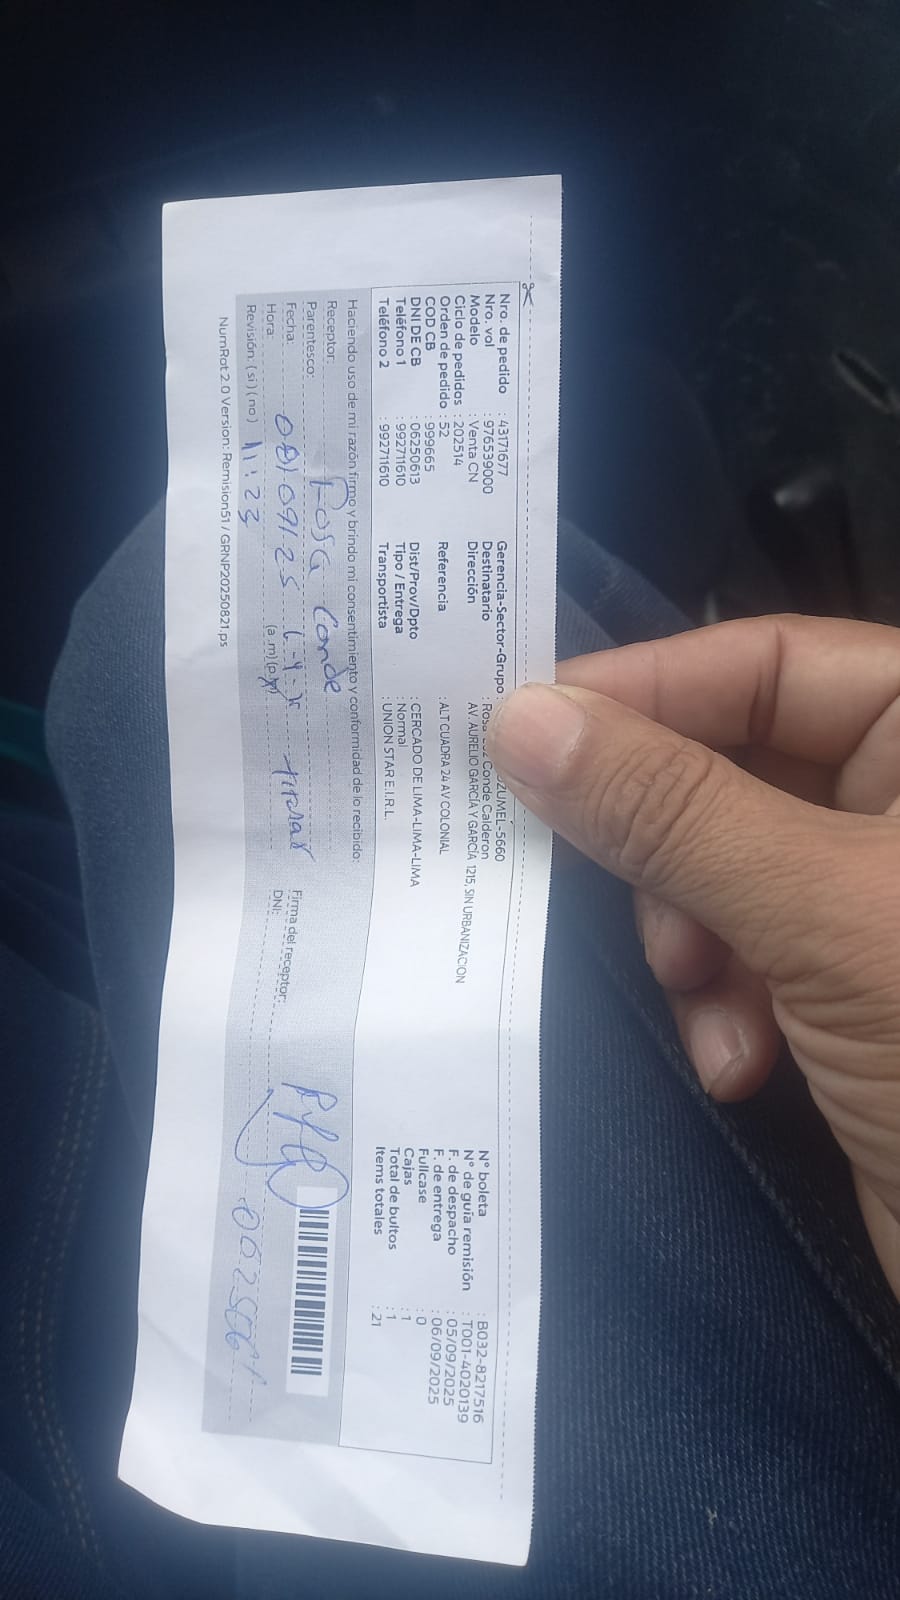 Nro. de pedido : 43171677
Nro. vol : 976539000
Modelo : Venta CN
Ciclo de pedidos : 202514
Orden de pedido : 52
COD CB : 999665
DNI DE CB : 06250613
Teléfono 1 : 99271610
Teléfono 2 : 99271610
Gerencia-Sector-Grupo : OZUMEL-5660
Destinatario : Rosa Conde Calderon
Dirección AV. AURELIO GARCÍA Y GARCÍA 1215, SIN URBANIZACION
Referencia : ALT CUADRA 24 AV COLONIAL
Dist/Prov/Dpto : CERCADO DE LIMA-LIMA-LIMA
Tipo / Entrega : Normal
Transportista : UNION STAR E.I.R.L.
N° boleta : B032-8217516
N° de guía remisión : T001-4020139
F. de despacho : 05/09/2025
F. de entrega : 06/09/2025
Fullcase : 0
Cajas : 1
Total de bultos : 1
Items totales : 21
Haciendo uso de mi razón firmo y brindo mi consentimiento y conformidad de lo recibido:
Receptor: Rosa Conde
Parentesco:
Fecha: 08/09/25
Hora: (a.m)(p.m)
Revisión: (si)(no) 11:23
Firma del receptor:
DNI:
NumRot 2.0 Version: Remision51 / GRNP20250821.ps